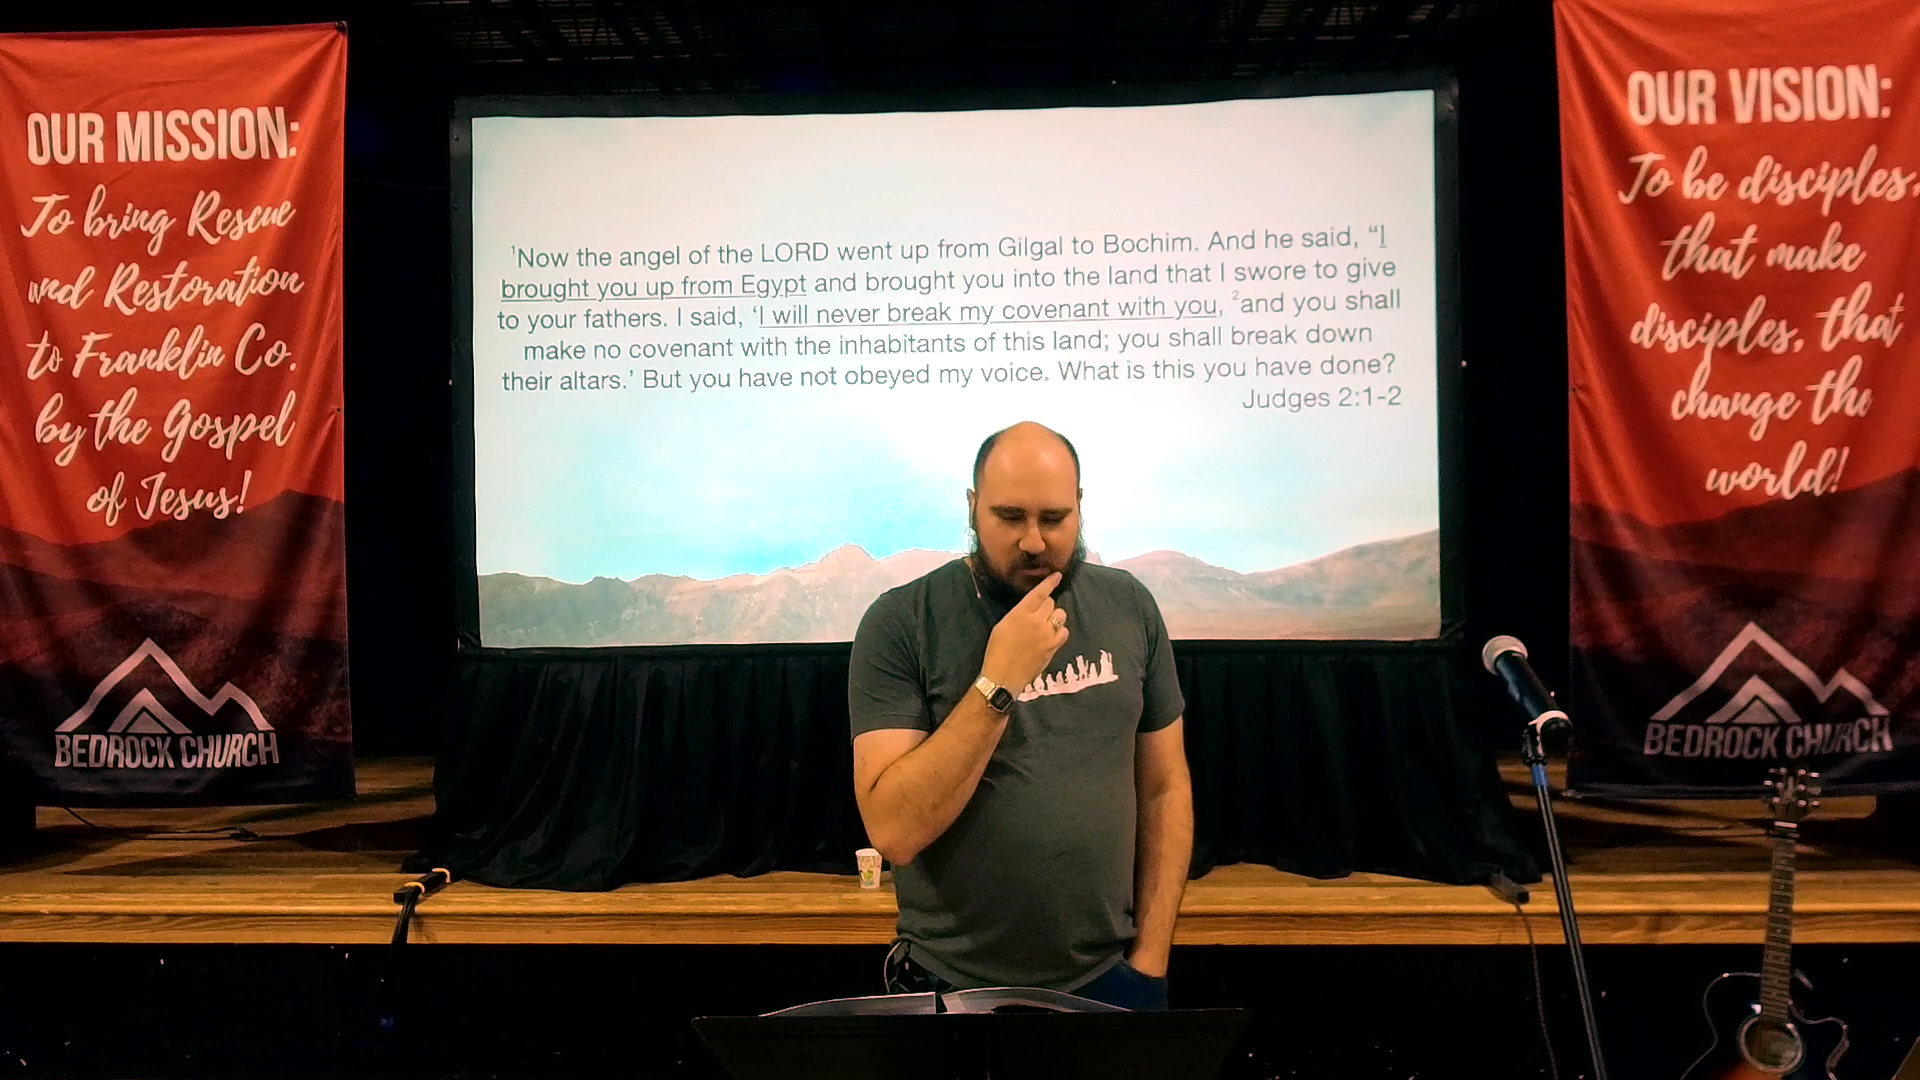 OUR MISSION:
To bring Rescue
and Restoration
to Franklin Co.
by the Gospel
of Jesus!
BEDROCK CHURCH
¹Now the angel of the LORD went up from Gilgal to Bochim. And he said, “I
brought you up from Egypt and brought you into the land that I swore to give
to your fathers. I said, ‘I will never break my covenant with you, ²and you shall
make no covenant with the inhabitants of this land; you shall break down
their altars.’ But you have not obeyed my voice. What is this you have done?
Judges 2:1-2
OUR VISION:
To be disciples,
that make
disciples, that
change the
world!
BEDROCK CHURCH